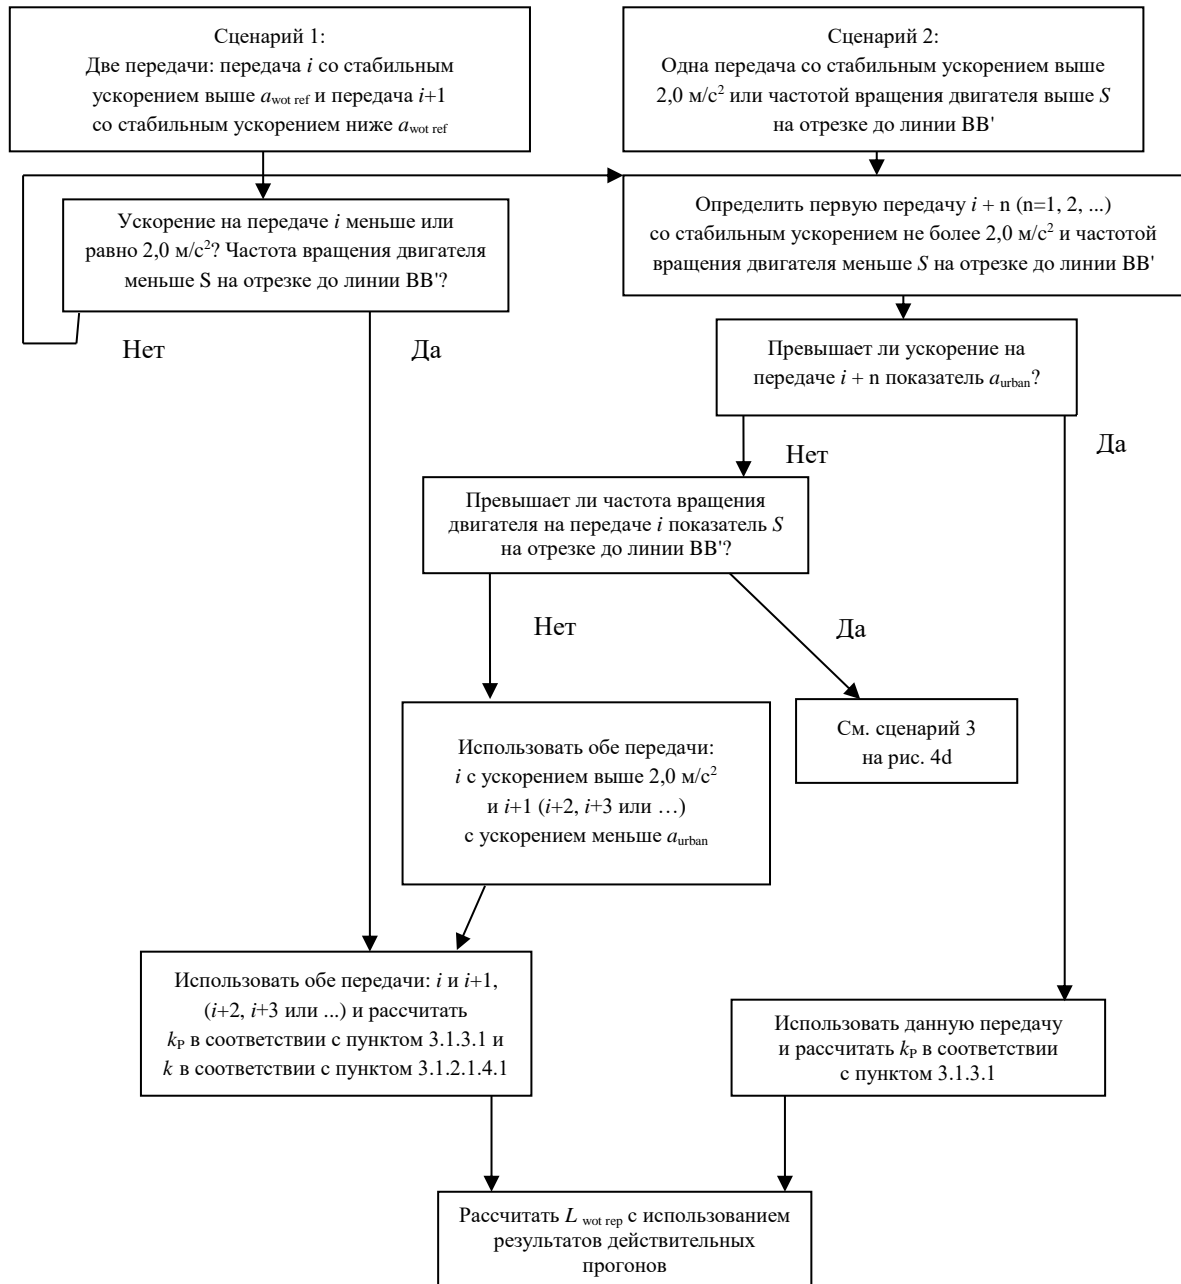 Сценарий 1:
Две передачи: передача i со стабильным
ускорением выше a wot ref и передача i+1
со стабильным ускорением ниже a wot ref
Сценарий 2:
Одна передача со стабильным ускорением выше
2,0 м/с² или частотой вращения двигателя выше S
на отрезке до линии BB'
Ускорение на передаче i меньше или
равно 2,0 м/с²? Частота вращения двигателя
меньше S на отрезке до линии BB'?
Определить первую передачу i + n (n=1, 2, ...)
со стабильным ускорением не более 2,0 м/с² и частотой
вращения двигателя меньше S на отрезке до линии BB'
Нет
Да
Превышает ли ускорение на
передаче i + n показатель a urban?
Нет
Да
Превышает ли частота вращения
двигателя на передаче i показатель S
на отрезке до линии BB'?
Нет
Да
Использовать обе передачи:
i с ускорением выше 2,0 м/с²
и i+1 (i+2, i+3 или …)
с ускорением меньше a urban
См. сценарий 3
на рис. 4d
Использовать обе передачи: i и i+1,
(i+2, i+3 или ...) и рассчитать
kP в соответствии с пунктом 3.1.3.1 и
k в соответствии с пунктом 3.1.2.1.4.1
Использовать данную передачу
и рассчитать kP в соответствии
с пунктом 3.1.3.1
Рассчитать L wot rep с использованием
результатов действительных
прогонов